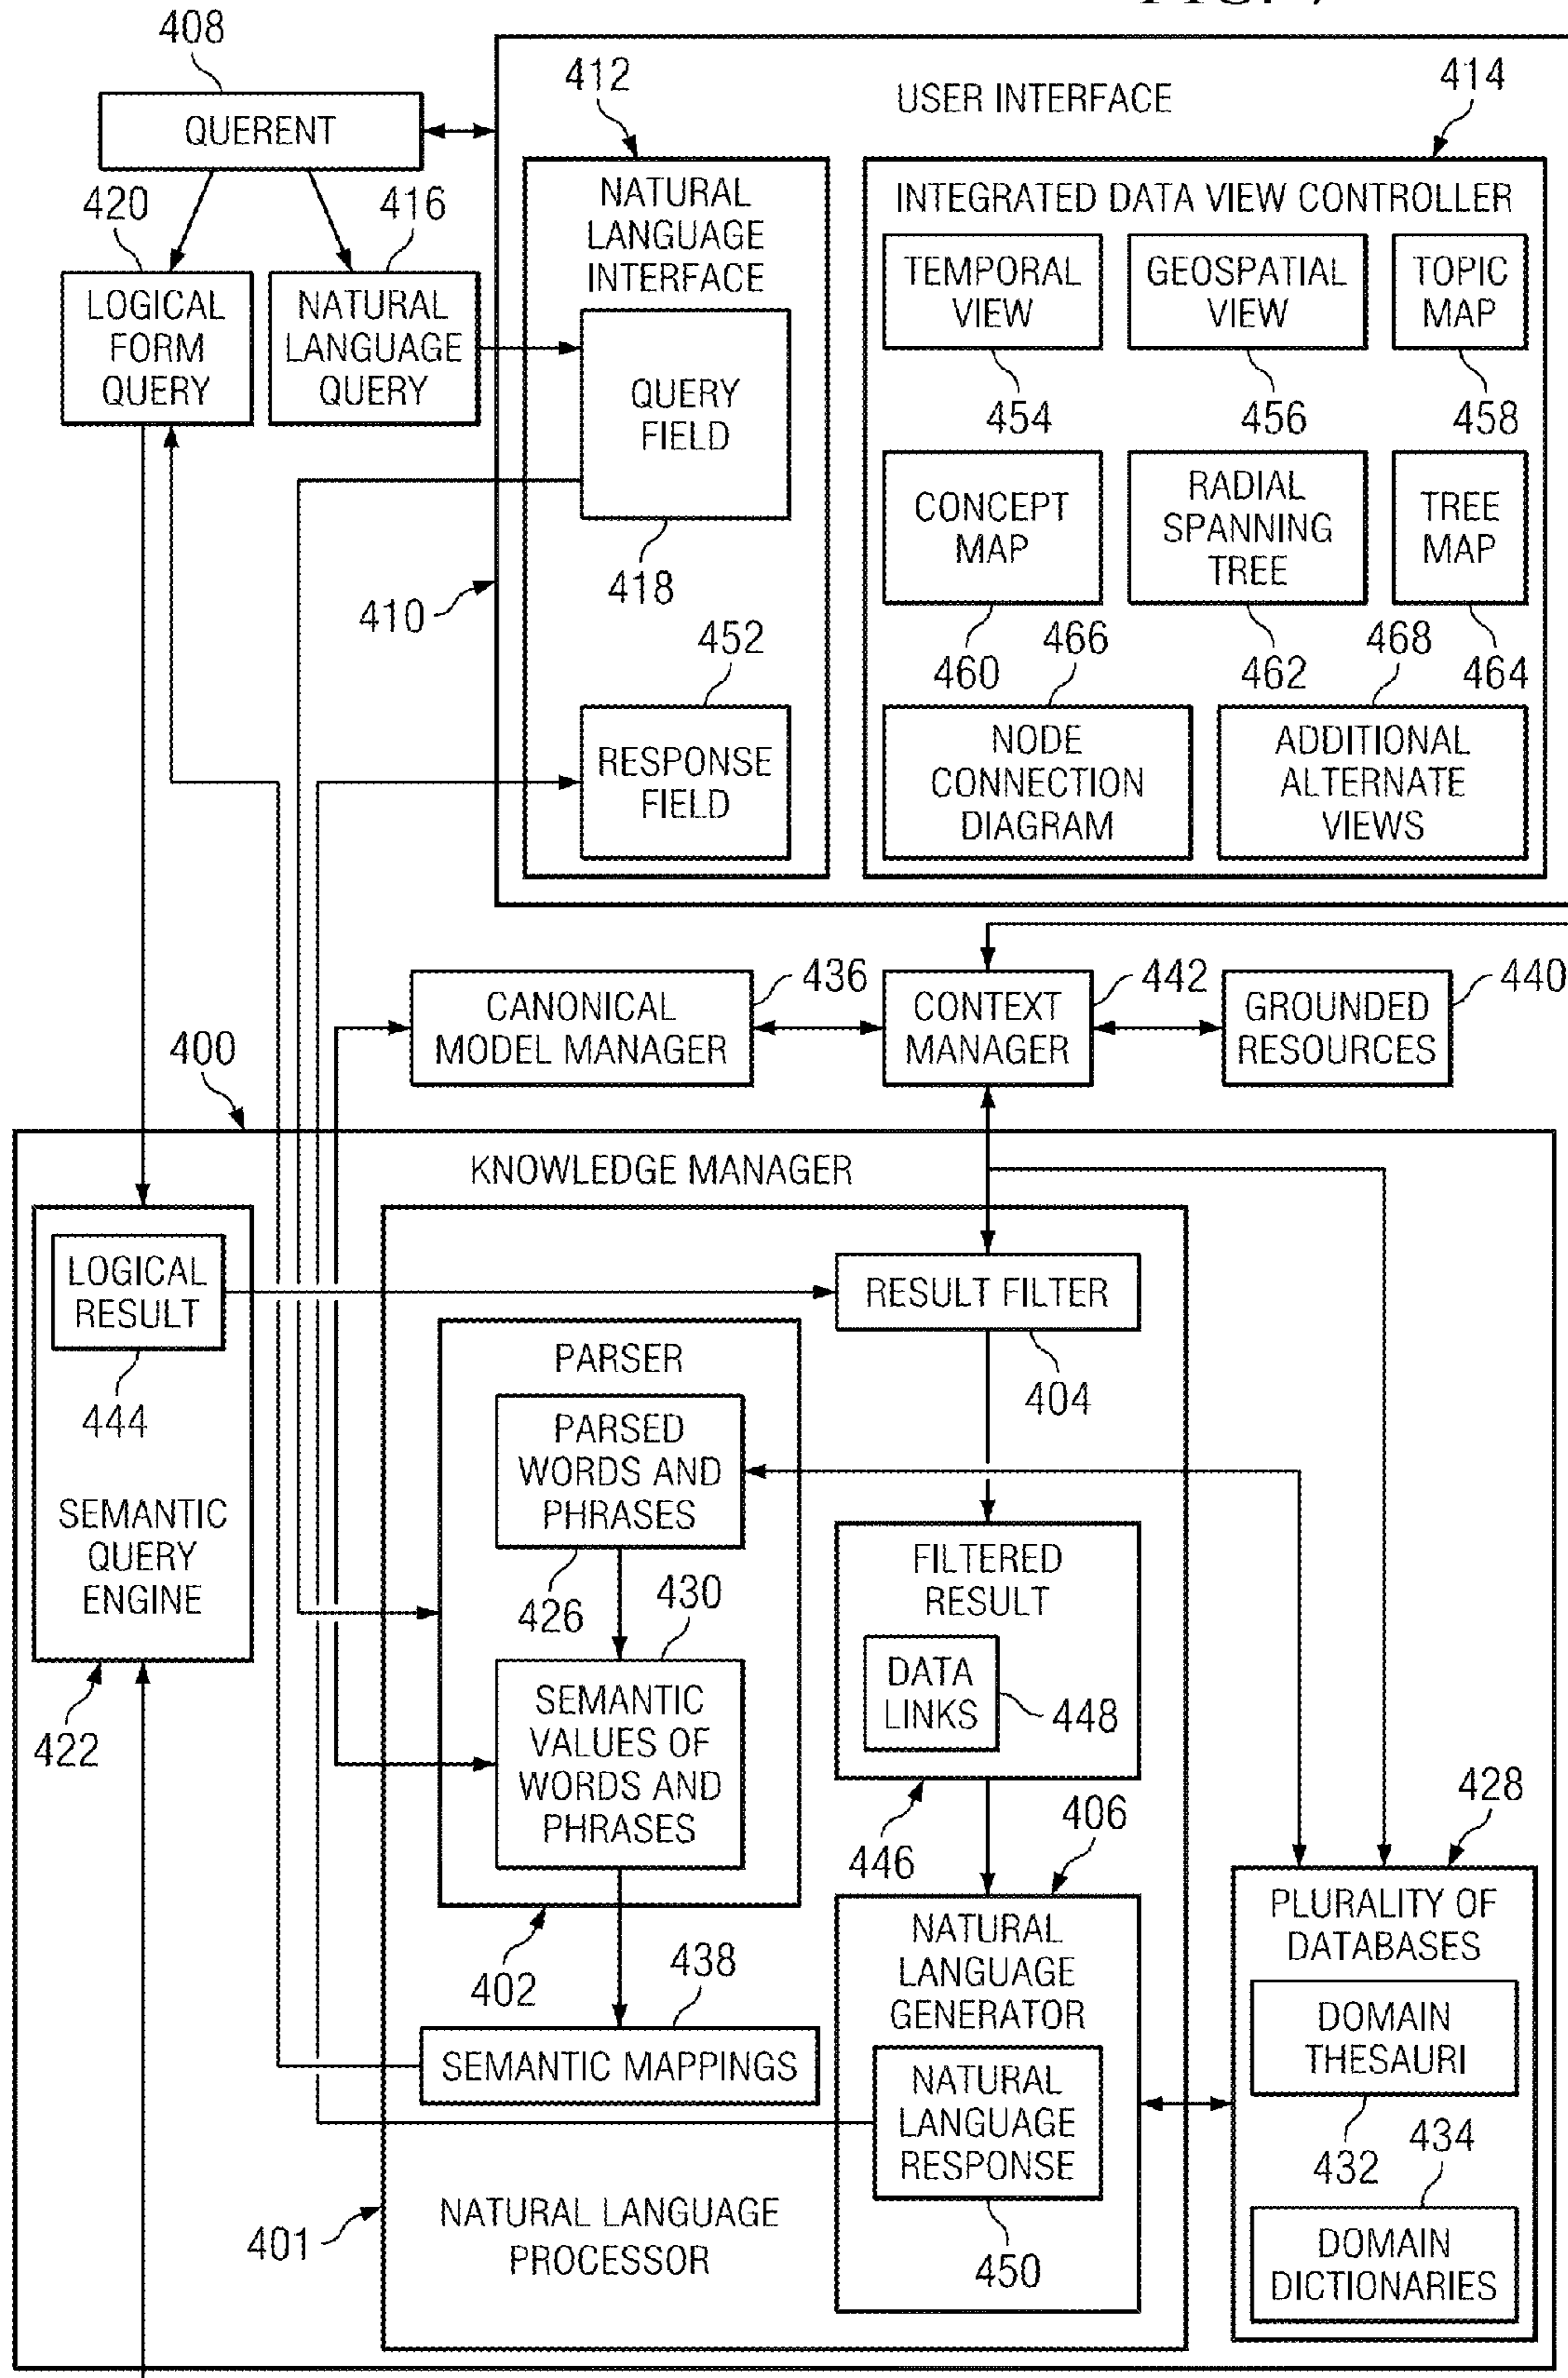 408
QUERENT
420
416
LOGICAL
FORM
QUERY
NATURAL
LANGUAGE
QUERY
USER INTERFACE
412
414
NATURAL
LANGUAGE
INTERFACE
QUERY
FIELD
418
410
452
RESPONSE
FIELD
INTEGRATED DATA VIEW CONTROLLER
TEMPORAL
VIEW
454
GEOSPATIAL
VIEW
456
TOPIC
MAP
458
CONCEPT
MAP
460
RADIAL
SPANNING
TREE
462
TREE
MAP
464
466
NODE
CONNECTION
DIAGRAM
468
ADDITIONAL
ALTERNATE
VIEWS
CANONICAL
MODEL MANAGER
436
CONTEXT
MANAGER
442
GROUNDED
RESOURCES
440
400
KNOWLEDGE MANAGER
LOGICAL
RESULT
444
SEMANTIC
QUERY
ENGINE
422
RESULT FILTER
404
PARSER
PARSED
WORDS AND
PHRASES
426
430
SEMANTIC
VALUES OF
WORDS AND
PHRASES
402
438
SEMANTIC MAPPINGS
FILTERED
RESULT
DATA
LINKS
448
446
406
NATURAL
LANGUAGE
GENERATOR
NATURAL
LANGUAGE
RESPONSE
450
401
NATURAL LANGUAGE
PROCESSOR
428
PLURALITY OF
DATABASES
DOMAIN
THESAURI
432
434
DOMAIN
DICTIONARIES